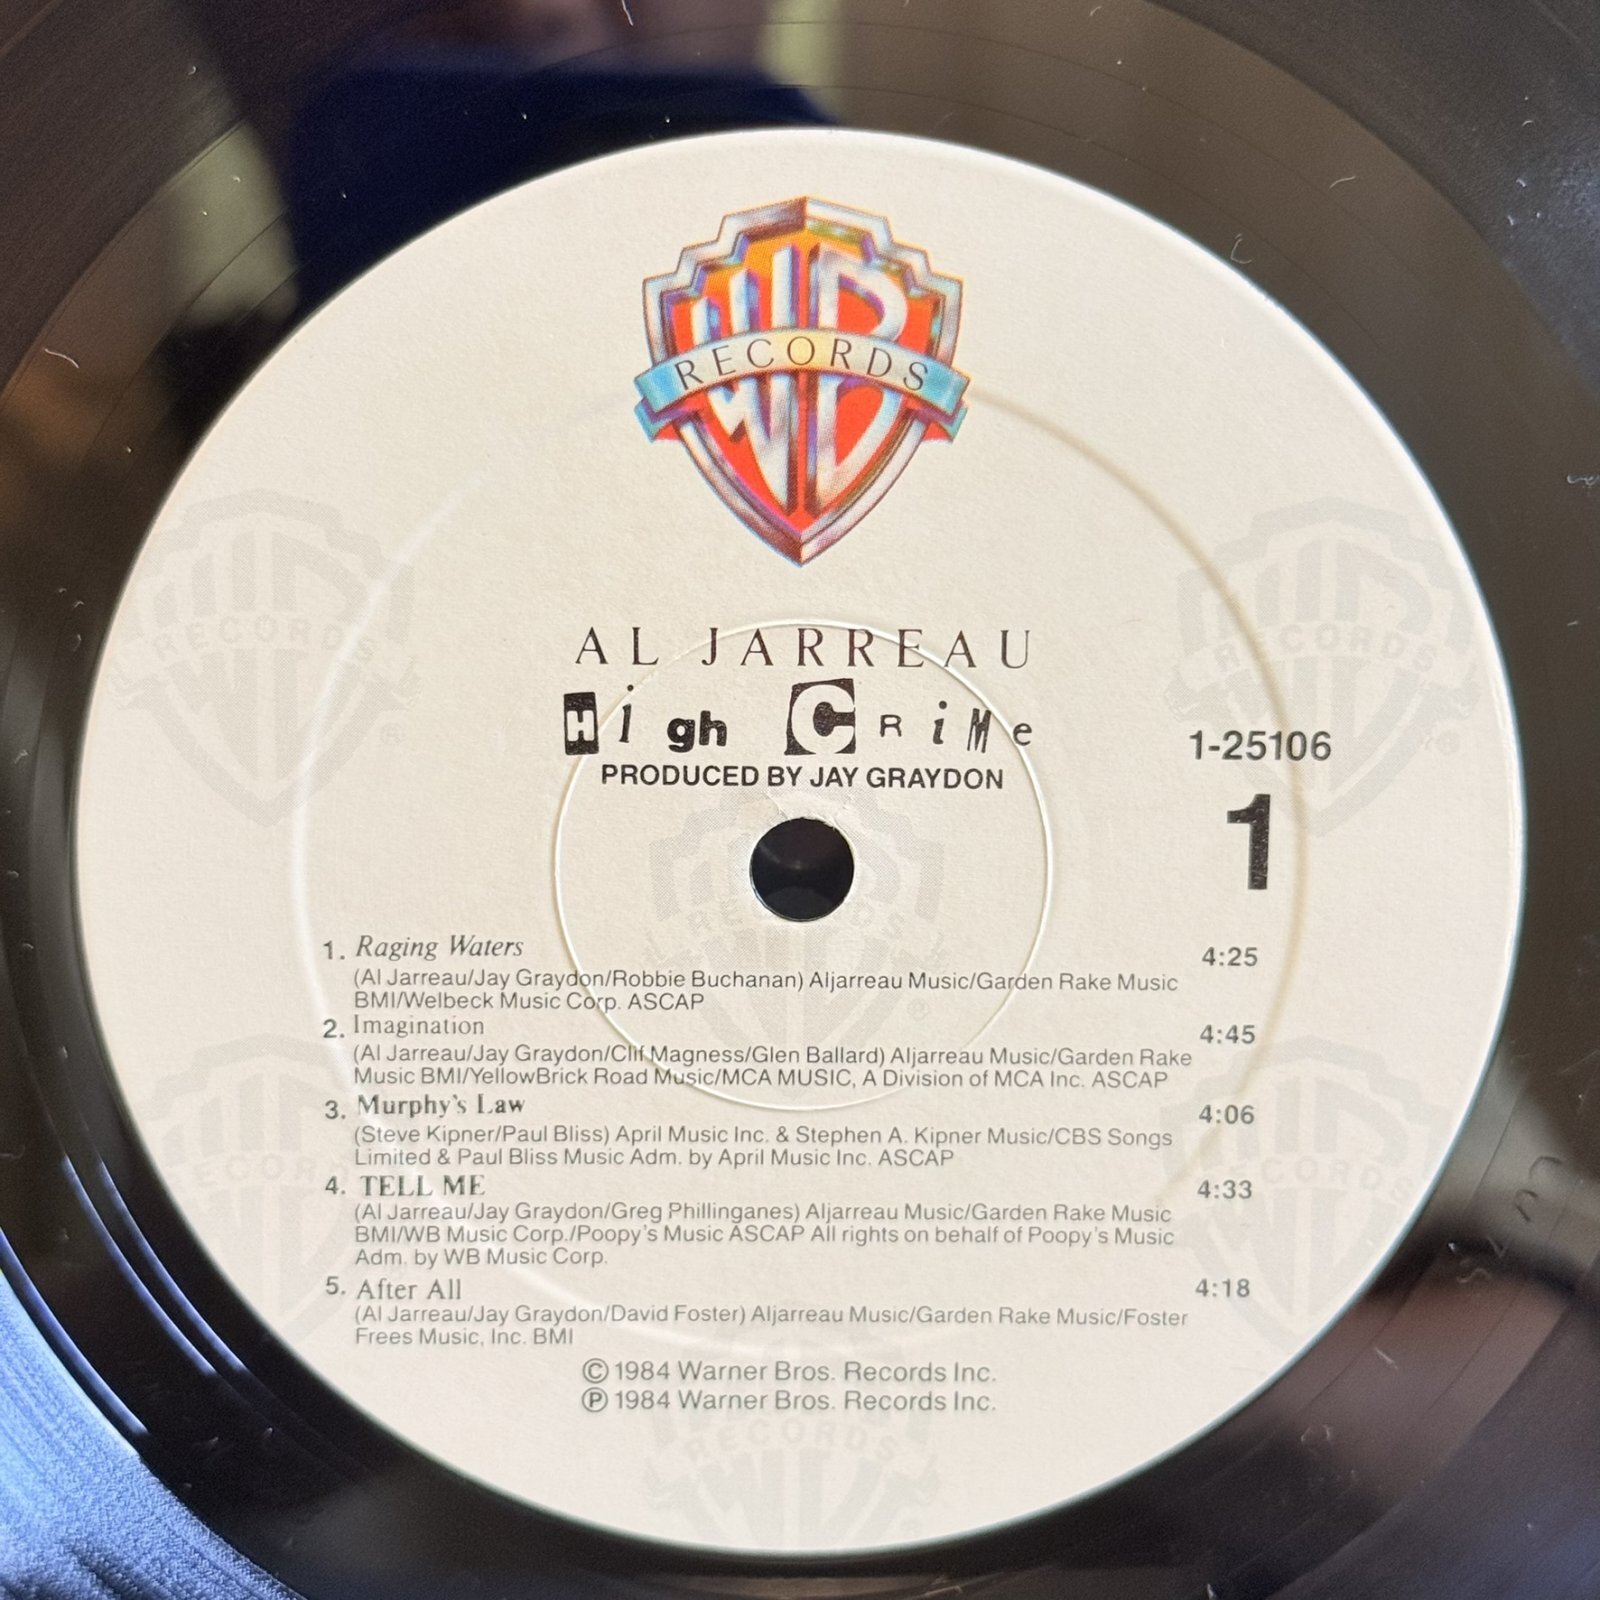 WB
RECORDS
AL JARREAU
High CRiMe
PRODUCED BY JAY GRAYDON
1-25106
1
1. Raging Waters 4:25
(Al Jarreau/Jay Graydon/Robbie Buchanan) Aljarreau Music/Garden Rake Music
BMI/Welbeck Music Corp. ASCAP
2. Imagination 4:45
(Al Jarreau/Jay Graydon/Clif Magness/Glen Ballard) Aljarreau Music/Garden Rake
Music BMI/YellowBrick Road Music/MCA MUSIC, A Division of MCA Inc. ASCAP
3. Murphy's Law 4:06
(Steve Kipner/Paul Bliss) April Music Inc. & Stephen A. Kipner Music/CBS Songs
Limited & Paul Bliss Music Adm. by April Music Inc. ASCAP
4. TELL ME 4:33
(Al Jarreau/Jay Graydon/Greg Phillinganes) Aljarreau Music/Garden Rake Music
BMI/WB Music Corp./Poopy's Music ASCAP All rights on behalf of Poopy's Music
Adm. by WB Music Corp.
5. After All 4:18
(Al Jarreau/Jay Graydon/David Foster) Aljarreau Music/Garden Rake Music/Foster
Frees Music, Inc. BMI
© 1984 Warner Bros. Records Inc.
℗ 1984 Warner Bros. Records Inc.